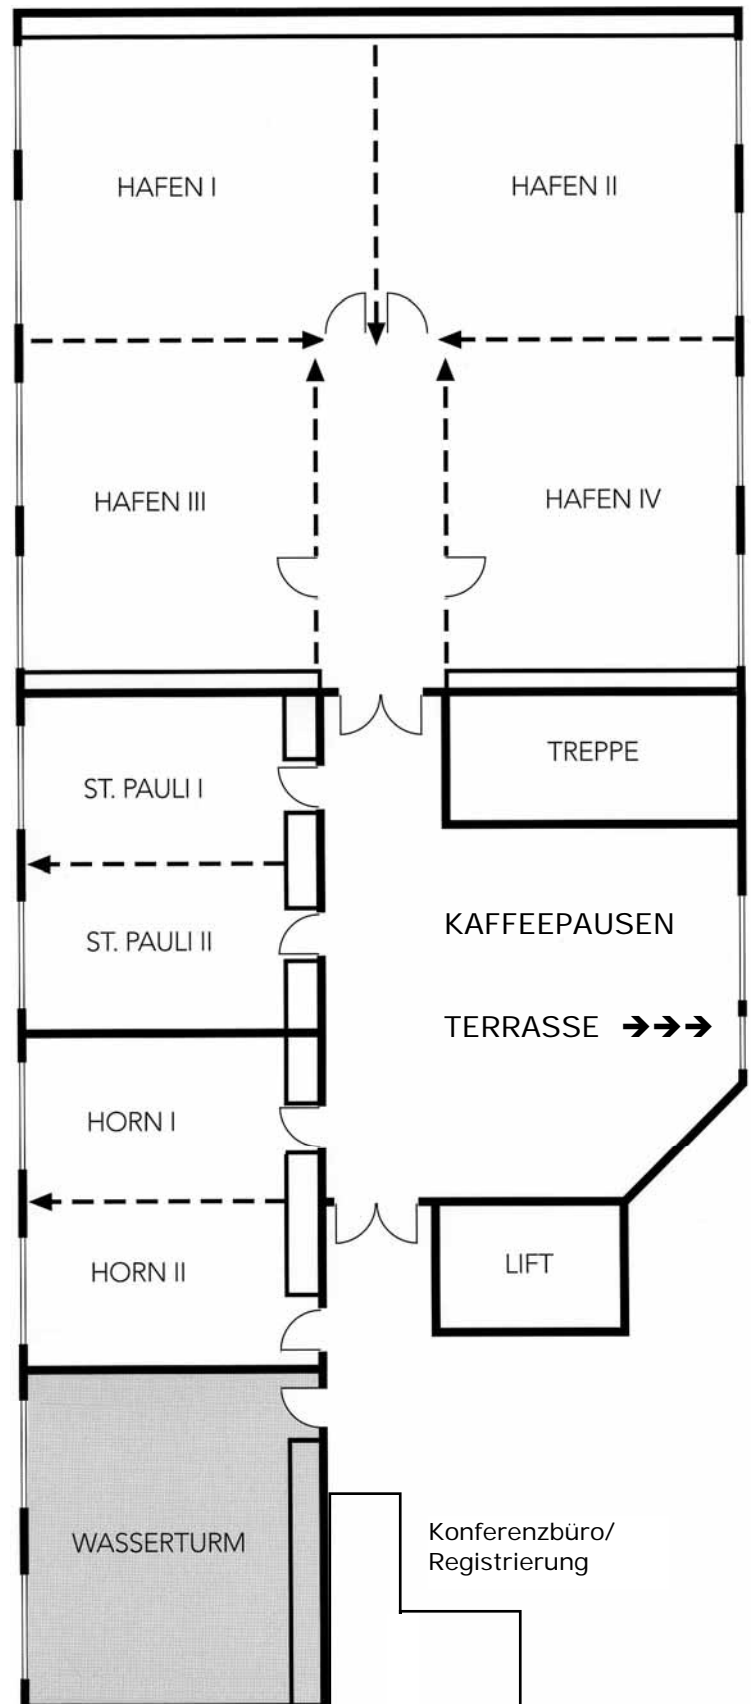 HAFEN I
HAFEN II
HAFEN III
HAFEN IV
TREPPE
ST. PAULI I
ST. PAULI II
KAFFEEPAUSEN
TERRASSE ➔➔➔
HORN I
HORN II
LIFT
WASSERTURM
Konferenzbüro/
Registrierung